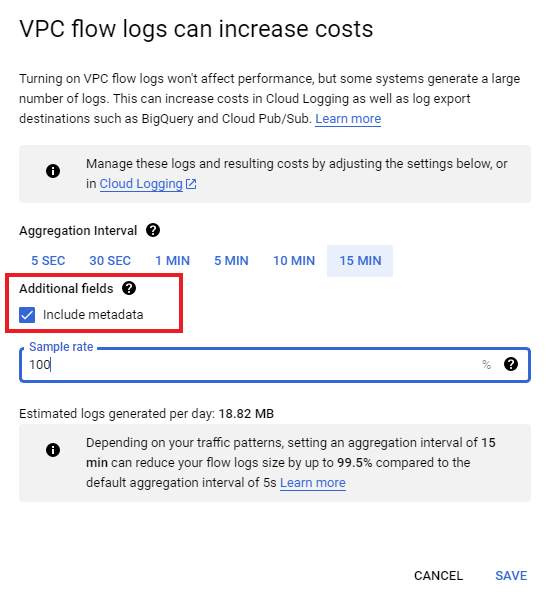 VPC flow logs can increase costs
Turning on VPC flow logs won't affect performance, but some systems generate a large
number of logs. This can increase costs in Cloud Logging as well as log export
destinations such as BigQuery and Cloud Pub/Sub. Learn more
Manage these logs and resulting costs by adjusting the settings below, or
in Cloud Logging
Aggregation Interval
5 SEC 30 SEC 1 MIN 5 MIN 10 MIN 15 MIN
Additional fields
Include metadata
Sample rate
100 %
Estimated logs generated per day: 18.82 MB
Depending on your traffic patterns, setting an aggregation interval of 15
min can reduce your flow logs size by up to 99.5% compared to the
default aggregation interval of 5s Learn more
CANCEL SAVE